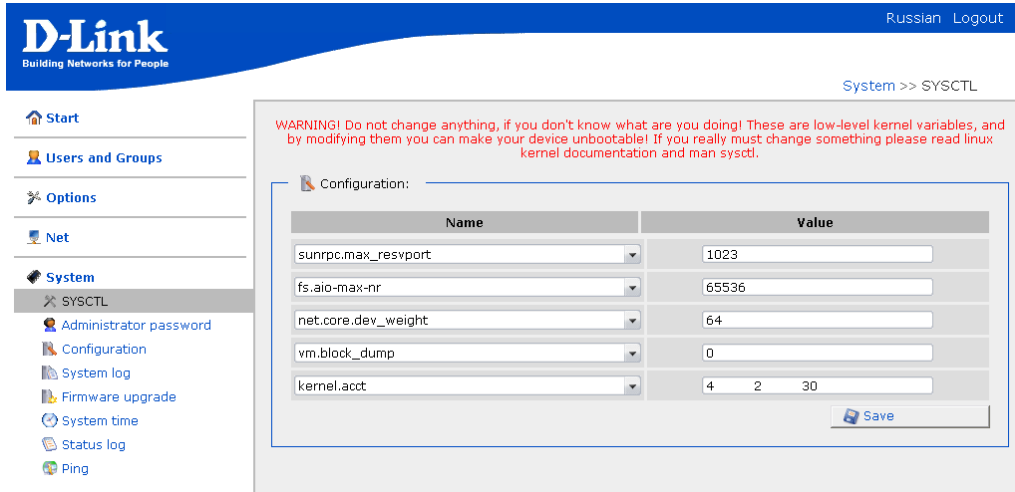 Russian Logout
D-Link
Building Networks for People
System >> SYSCTL
Start
Users and Groups
Options
Net
System
SYSCTL
Administrator password
Configuration
System log
Firmware upgrade
System time
Status log
Ping
WARNING! Do not change anything, if you don't know what are you doing! These are low-level kernel variables, and
by modifying them you can make your device unbootable! If you really must change something please read linux
kernel documentation and man sysctl.
Configuration:
Name Value
sunrpc.max_resvport 1023
fs.aio-max-nr 65536
net.core.dev_weight 64
vm.block_dump 0
kernel.acct 4 2 30
Save